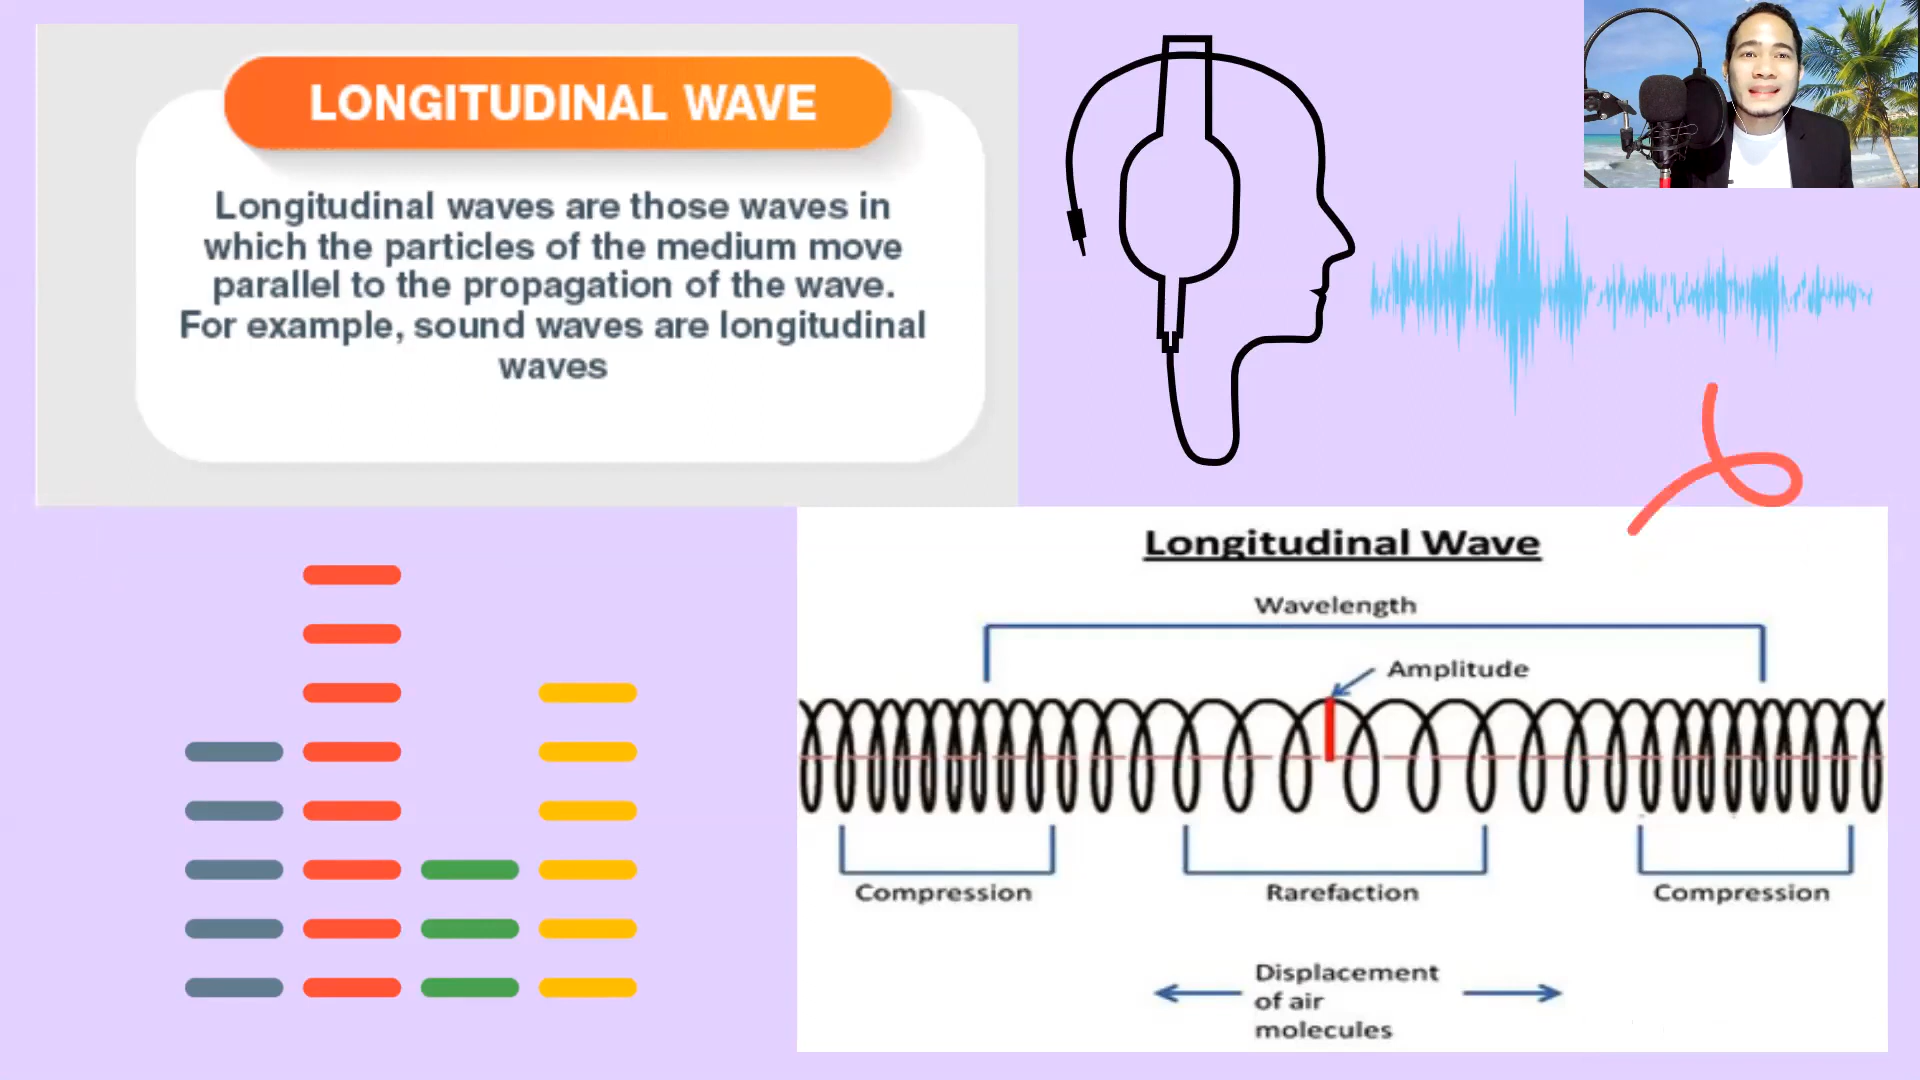 LONGITUDINAL WAVE
Longitudinal waves are those waves in
which the particles of the medium move
parallel to the propagation of the wave.
For example, sound waves are longitudinal
waves
Longitudinal Wave
Wavelength
Amplitude
Compression
Rarefaction
Compression
Displacement
of air
molecules